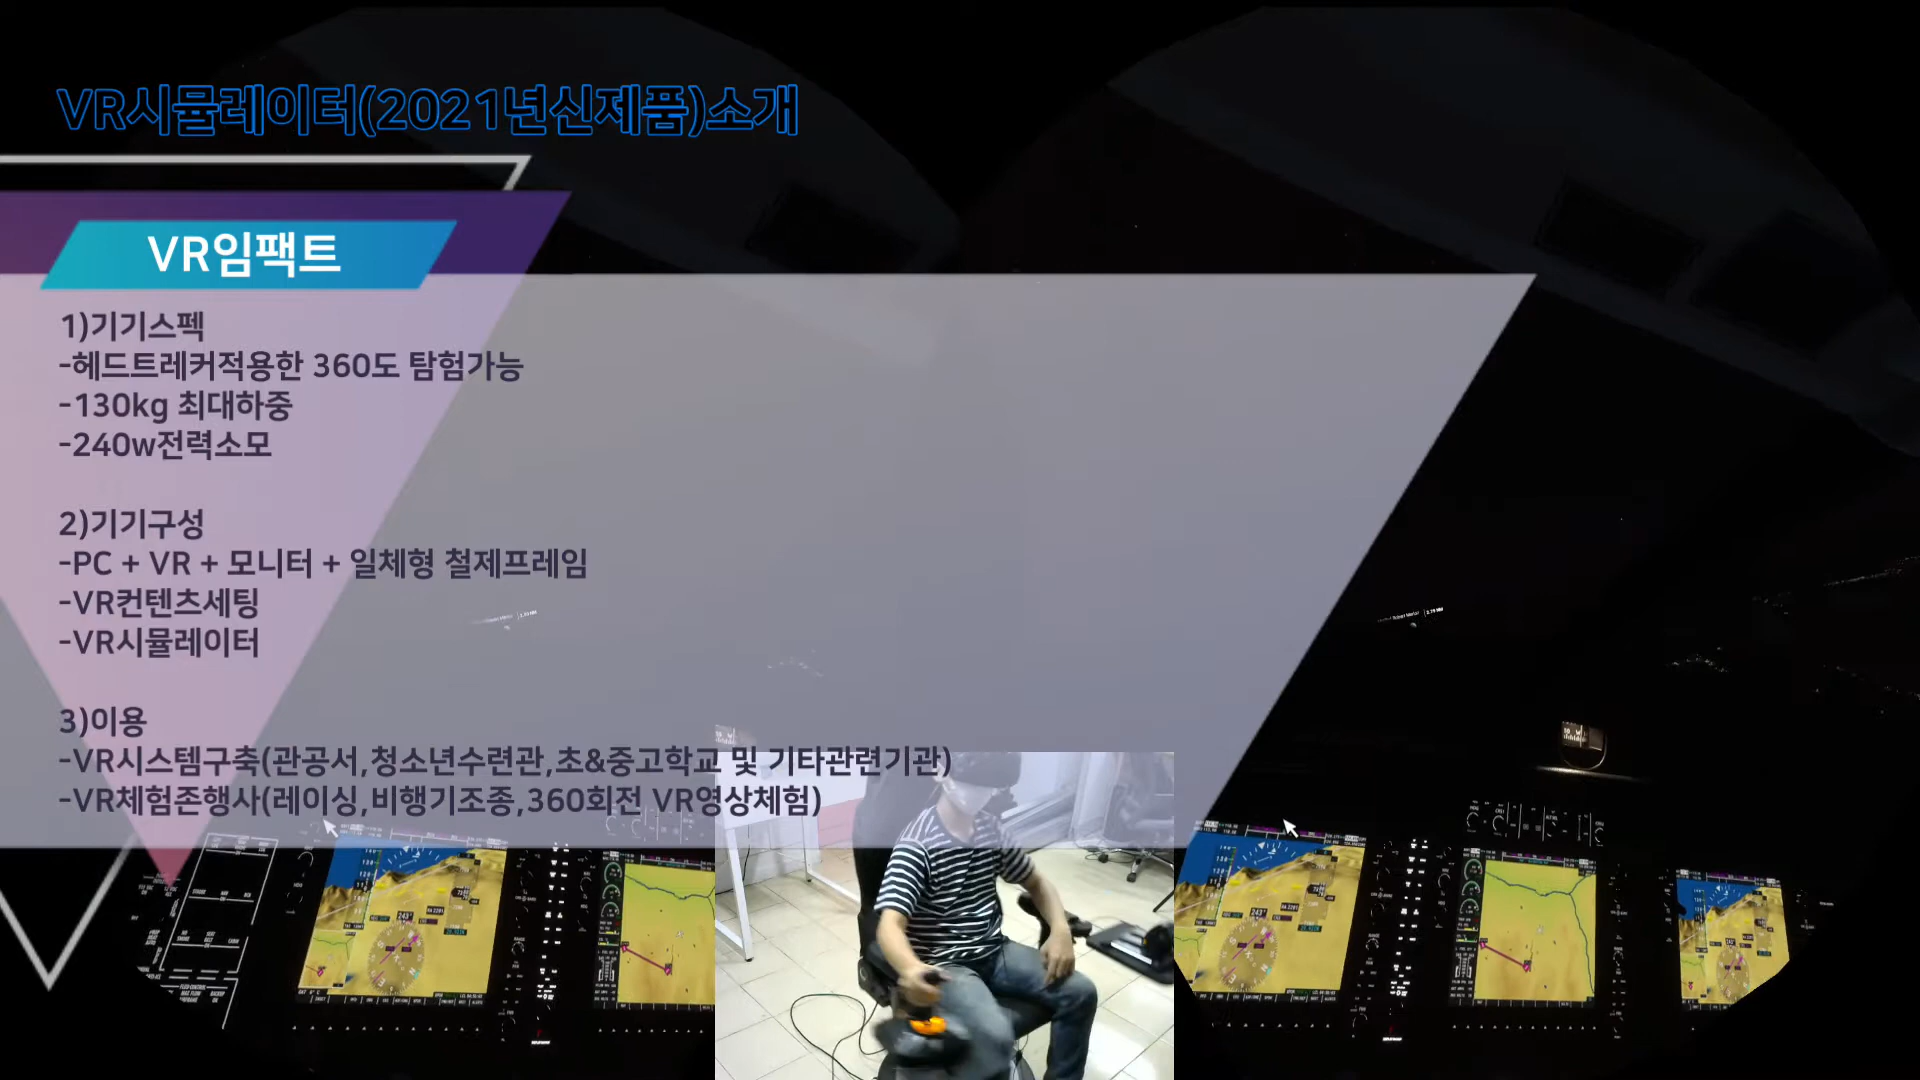 VR시뮬레이터(2021년신제품)소개
VR임팩트
1)기기스펙
-헤드트레커적용한 360도 탐험가능
-130kg 최대하중
-240w전력소모
2)기기구성
-PC + VR + 모니터 + 일체형 철제프레임
-VR컨텐츠세팅
-VR시뮬레이터
3)이용
-VR시스템구축(관공서,청소년수련관,초&중고학교 및 기타관련기관)
-VR체험존행사(레이싱,비행기조종,360회전 VR영상체험)